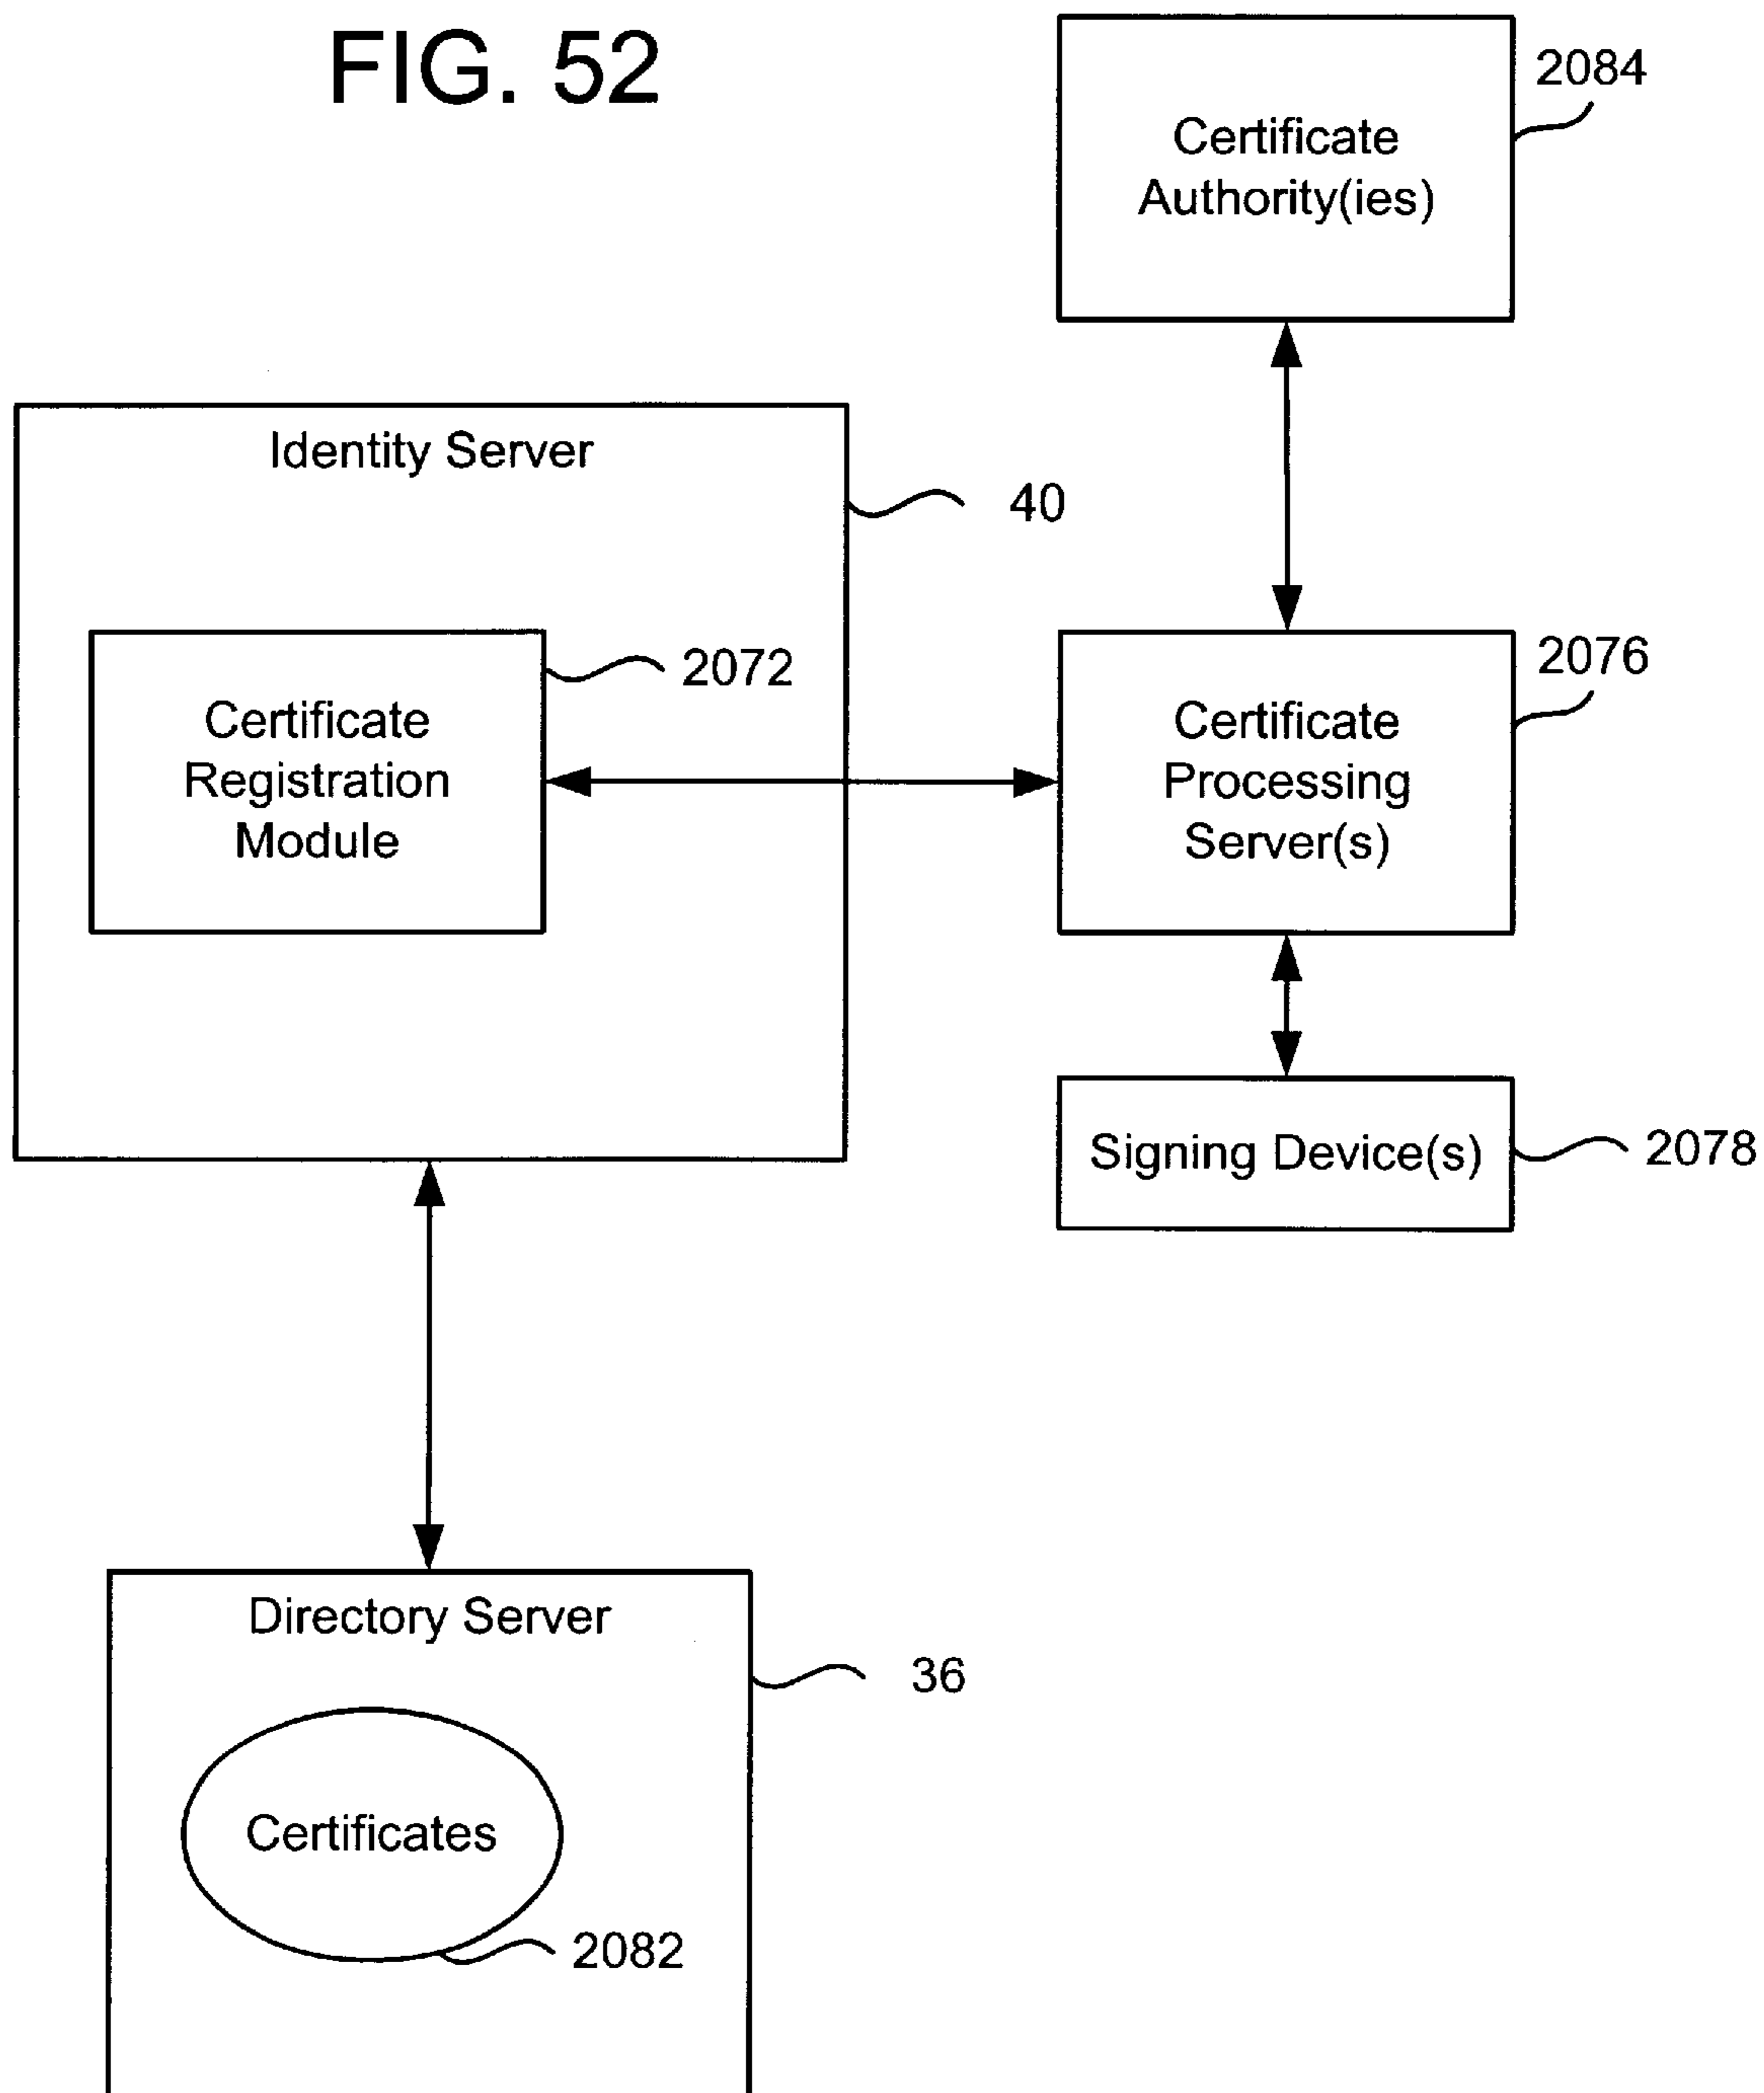 FIG. 52
2084
Certificate
Authority(ies)
Identity Server
40
2072
Certificate
Registration
Module
2076
Certificate
Processing
Server(s)
Signing Device(s)
2078
Directory Server
36
Certificates
2082